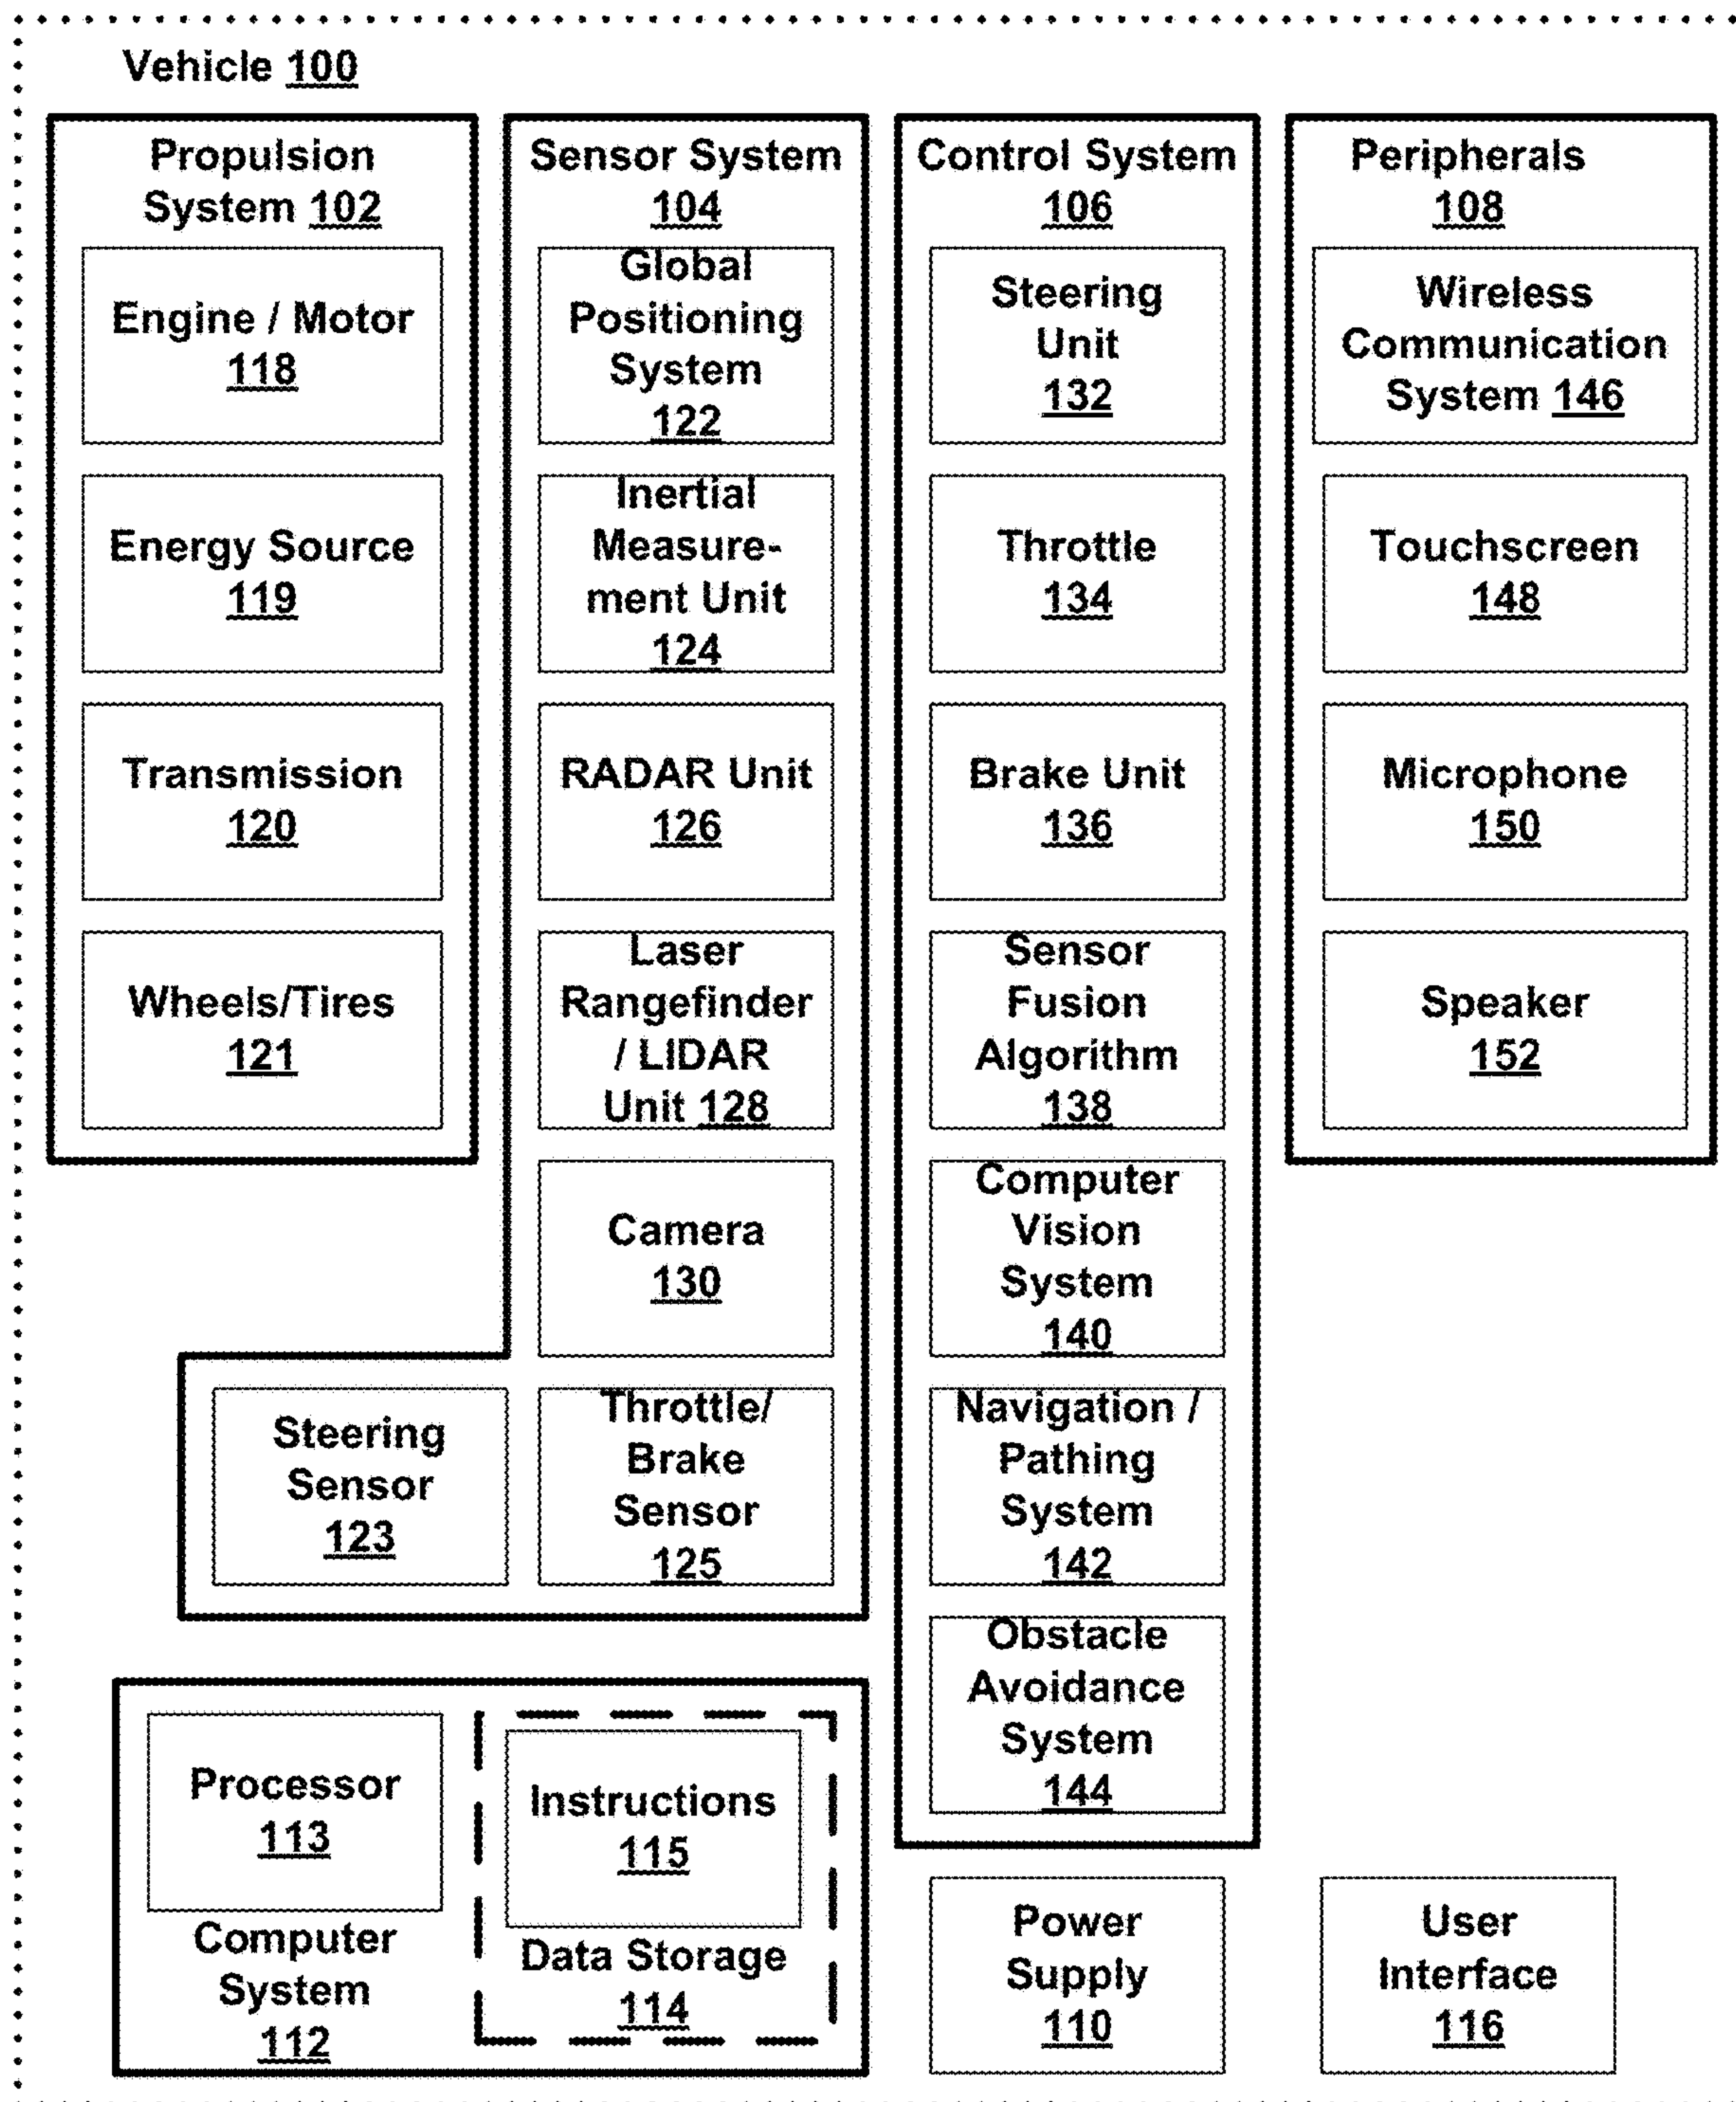 Vehicle 100
Propulsion
System 102
Engine / Motor
118
Energy Source
119
Transmission
120
Wheels/Tires
121
Sensor System
104
Global
Positioning
System
122
Inertial
Measure-
ment Unit
124
RADAR Unit
126
Laser
Rangefinder
/ LIDAR
Unit 128
Camera
130
Steering
Sensor
123
Throttle/
Brake
Sensor
125
Control System
106
Steering
Unit
132
Throttle
134
Brake Unit
136
Sensor
Fusion
Algorithm
138
Computer
Vision
System
140
Navigation /
Pathing
System
142
Obstacle
Avoidance
System
144
Peripherals
108
Wireless
Communication
System 146
Touchscreen
148
Microphone
150
Speaker
152
Processor
113
Computer
System
112
Instructions
115
Data Storage
114
Power
Supply
110
User
Interface
116